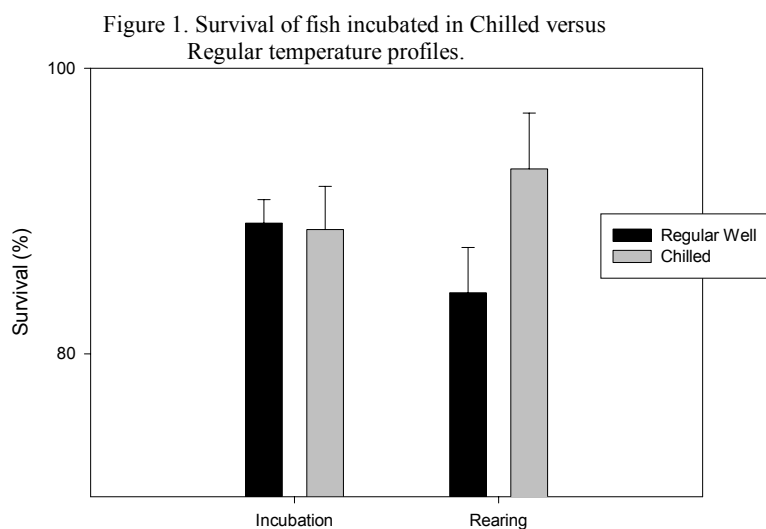 Figure 1. Survival of fish incubated in Chilled versus
Regular temperature profiles.
100
80
Survival (%)
Regular Well
Chilled
Incubation
Rearing